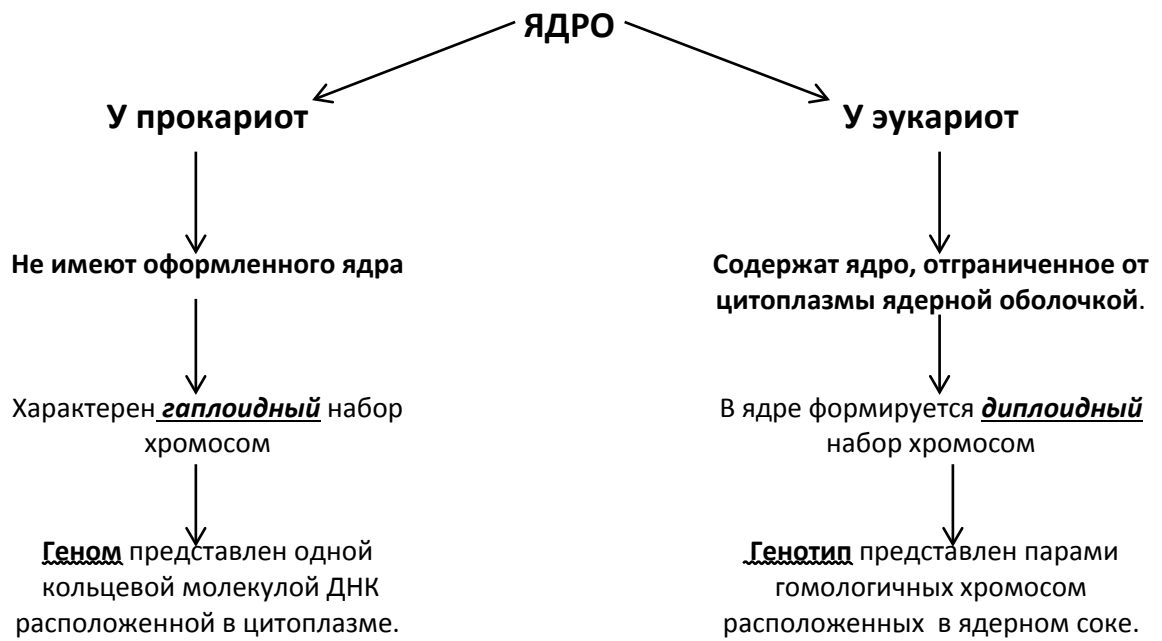 ЯДРО
У прокариот
Не имеют оформленного ядра
Характерен гаплоидный набор
хромосом
Геном представлен одной
кольцевой молекулой ДНК
расположенной в цитоплазме.
У эукариот
Содержат ядро, отграниченное от
цитоплазмы ядерной оболочкой.
В ядре формируется диплоидный
набор хромосом
Генотип представлен парами
гомологичных хромосом
расположенных в ядерном соке.